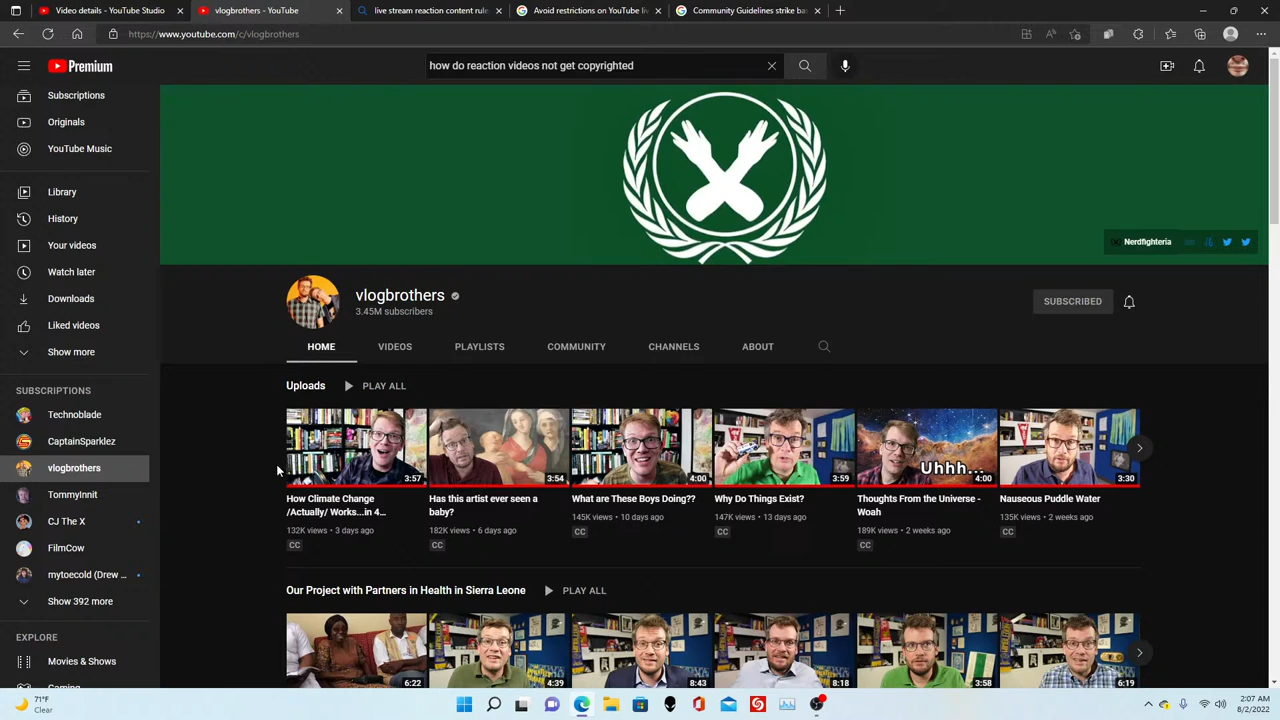 Video details - YouTube Studio
vlogbrothers - YouTube
live stream reaction content rule
Avoid restrictions on YouTube liv
Community Guidelines strike bas
https://www.youtube.com/c/vlogbrothers
Premium
how do reaction videos not get copyrighted
Subscriptions
Originals
YouTube Music
Library
History
Your videos
Watch later
Downloads
Liked videos
Show more
SUBSCRIPTIONS
Technoblade
CaptainSparklez
vlogbrothers
TommyInnit
CJ The X
FilmCow
mytoecold (Drew ...
Show 392 more
EXPLORE
Movies & Shows
Gaming
Nerdfighteria
vlogbrothers
3.45M subscribers
SUBSCRIBED
HOME
VIDEOS
PLAYLISTS
COMMUNITY
CHANNELS
ABOUT
Uploads
PLAY ALL
3:57
How Climate Change
/Actually/ Works...in 4...
132K views • 3 days ago
CC
3:54
Has this artist ever seen a
baby?
182K views • 6 days ago
CC
4:00
What are These Boys Doing??
145K views • 10 days ago
CC
3:59
Why Do Things Exist?
147K views • 13 days ago
Uhhh...
4:00
Thoughts From the Universe -
Woah
189K views • 2 weeks ago
CC
3:30
Nauseous Puddle Water
135K views • 2 weeks ago
CC
Our Project with Partners in Health in Sierra Leone
PLAY ALL
6:22
4:39
8:43
8:18
3:58
6:19
71°F
Clear
2:07 AM
8/2/2022